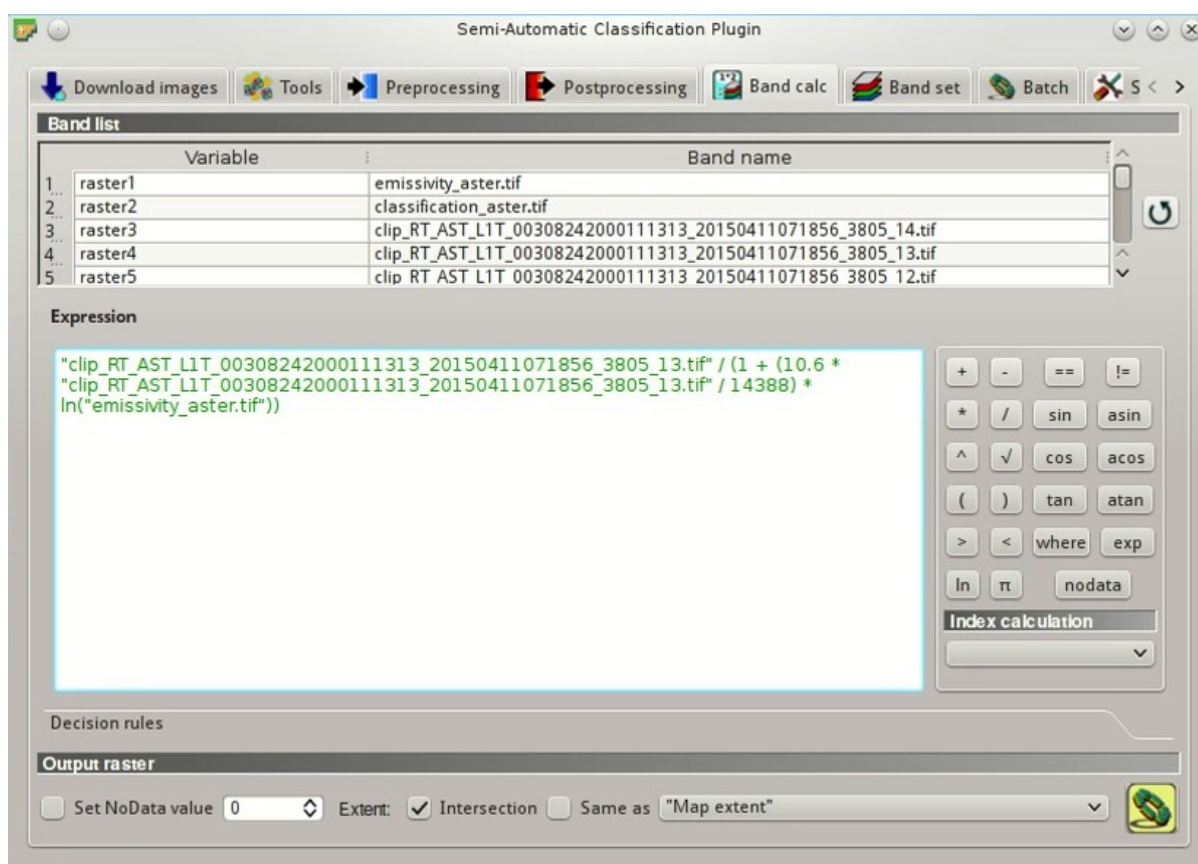 Semi-Automatic Classification Plugin
Download images Tools Preprocessing Postprocessing Band calc Band set Batch S < >
Band list
Variable Band name
1... raster1 emissivity_aster.tif
2... raster2 classification_aster.tif
3... raster3 clip_RT_AST_L1T_00308242000111313_20150411071856_3805_14.tif
4... raster4 clip_RT_AST_L1T_00308242000111313_20150411071856_3805_13.tif
5 raster5 clip_RT_AST_L1T_00308242000111313_20150411071856_3805_12.tif
Expression
"clip_RT_AST_L1T_00308242000111313_20150411071856_3805_13.tif" / (1 + (10.6 *
"clip_RT_AST_L1T_00308242000111313_20150411071856_3805_13.tif" / 14388) *
ln("emissivity_aster.tif"))
+ - == !=
* / sin asin
^ √ cos acos
( ) tan atan
> < where exp
ln π nodata
Index calculation
Decision rules
Output raster
Set NoData value 0 Extent: Intersection Same as "Map extent"